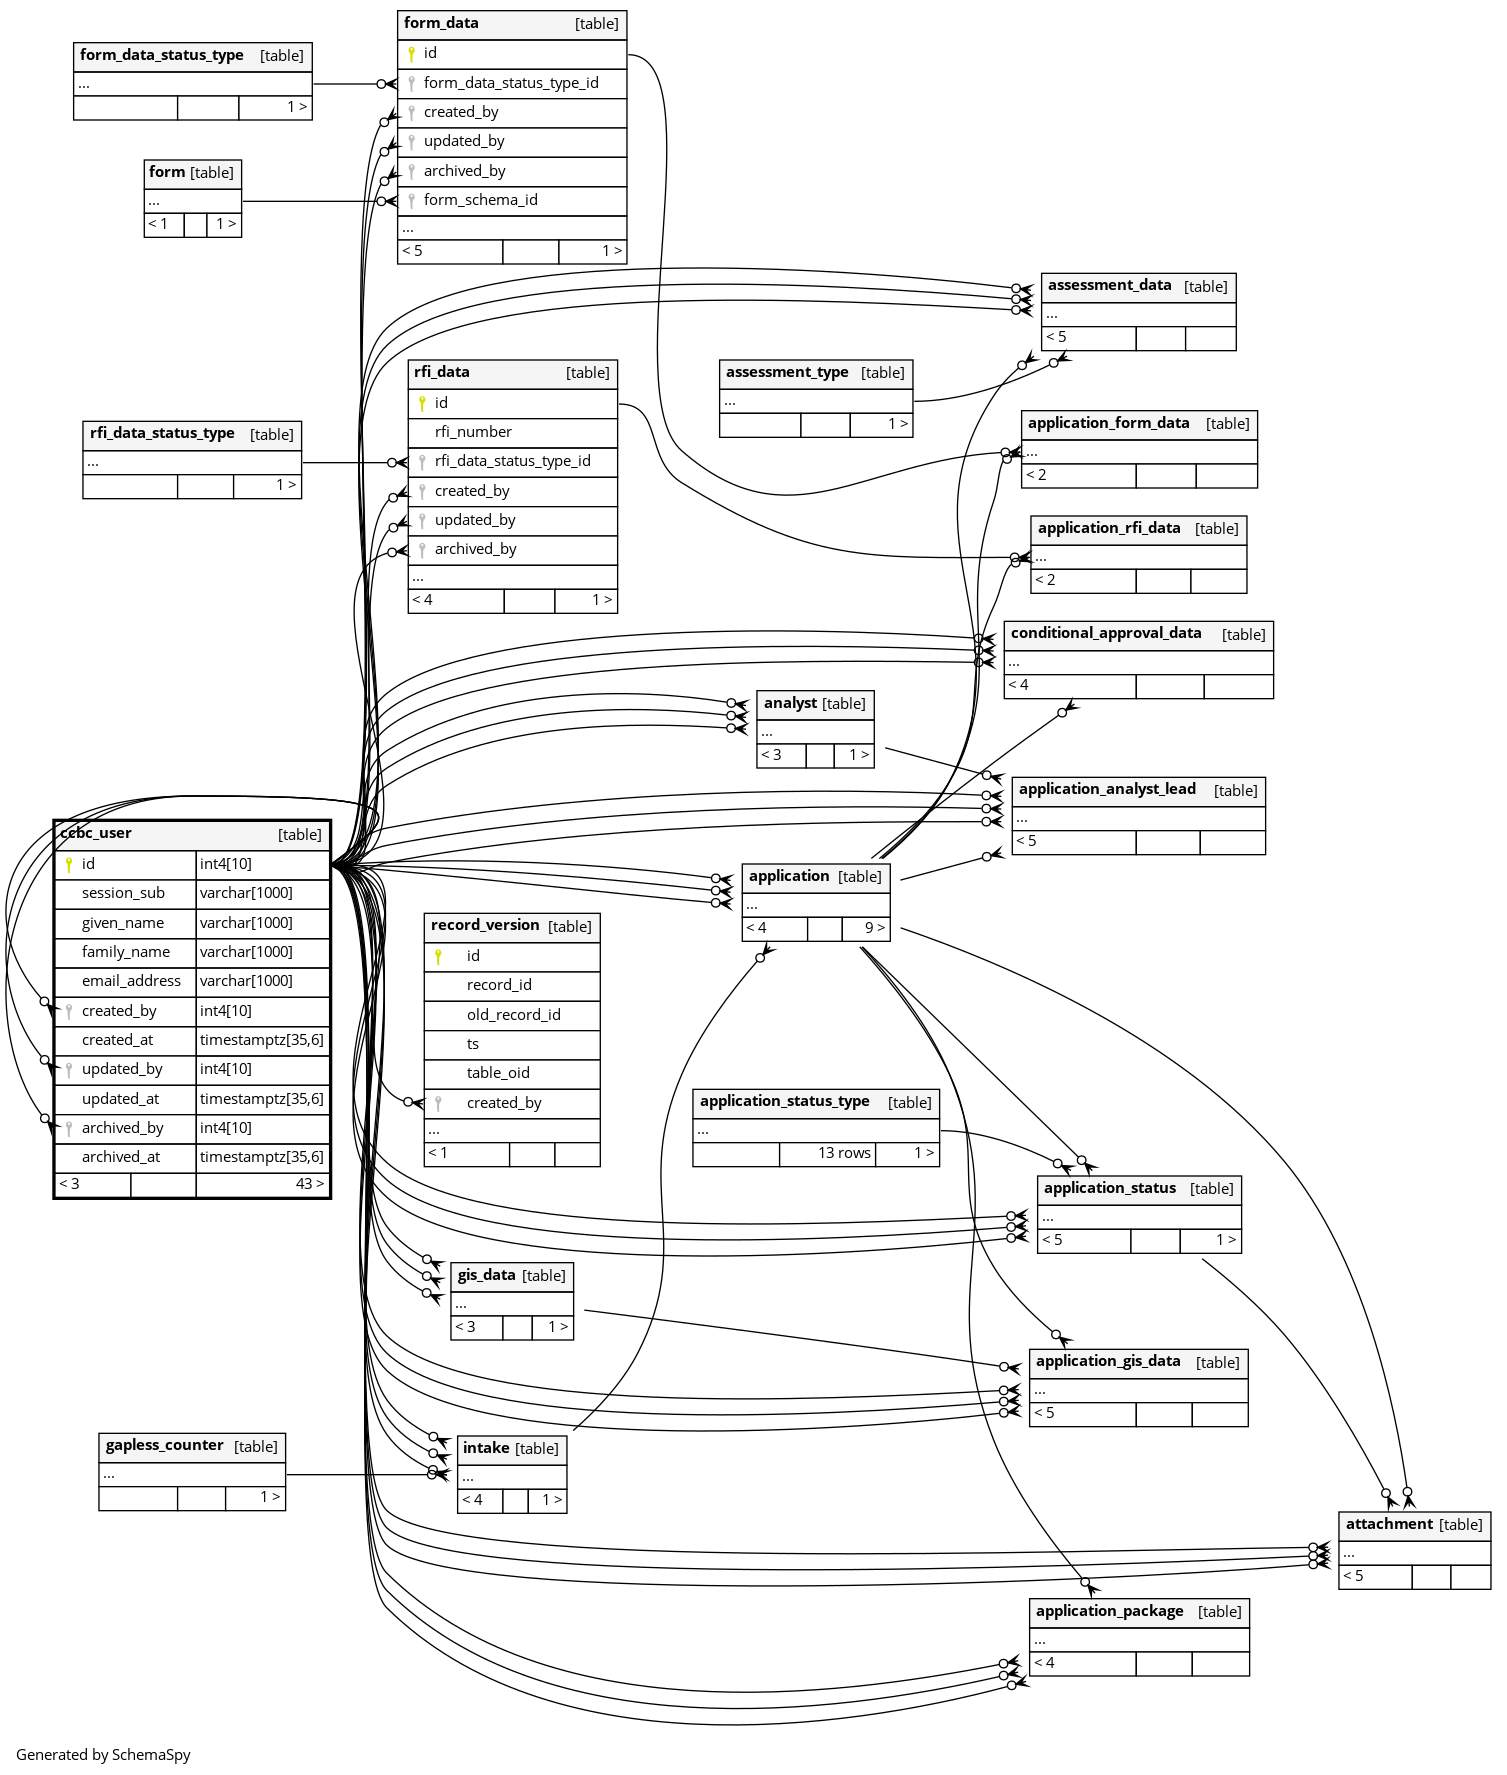 form_data [table]
id
form_data_status_type_id
created_by
updated_by
archived_by
form_schema_id
...
< 5 1 >
form_data_status_type [table]
...
1 >
form [table]
...
< 1 1 >
assessment_data [table]
...
< 5
rfi_data [table]
id
rfi_number
rfi_data_status_type_id
created_by
updated_by
archived_by
...
< 4 1 >
assessment_type [table]
...
1 >
rfi_data_status_type [table]
...
1 >
application_form_data [table]
...
< 2
application_rfi_data [table]
...
< 2
conditional_approval_data [table]
...
< 4
analyst [table]
...
< 3 1 >
application_analyst_lead [table]
...
< 5
ccbc_user [table]
id int4[10]
session_sub varchar[1000]
given_name varchar[1000]
family_name varchar[1000]
email_address varchar[1000]
created_by int4[10]
created_at timestamptz[35,6]
updated_by int4[10]
updated_at timestamptz[35,6]
archived_by int4[10]
archived_at timestamptz[35,6]
< 3 43 >
application [table]
...
< 4 9 >
record_version [table]
id
record_id
old_record_id
ts
table_oid
created_by
...
< 1
application_status_type [table]
...
13 rows 1 >
application_status [table]
...
< 5 1 >
gis_data [table]
...
< 3 1 >
application_gis_data [table]
...
< 5
gapless_counter [table]
...
1 >
intake [table]
...
< 4 1 >
attachment [table]
...
< 5
application_package [table]
...
< 4
Generated by SchemaSpy